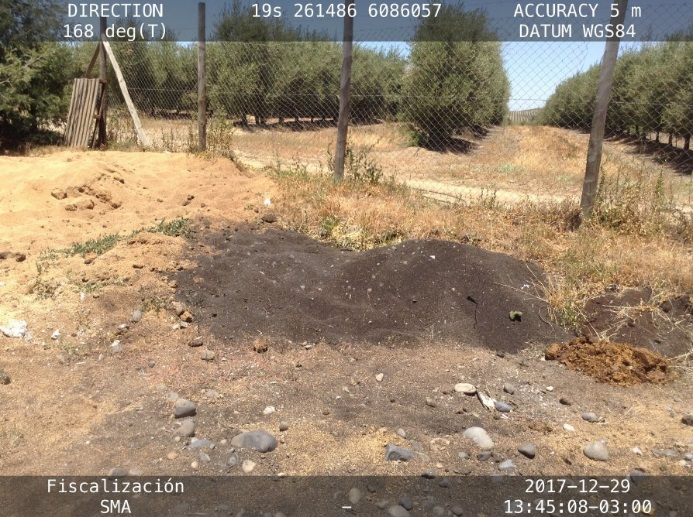 DIRECTION 19s 261486 6086057 ACCURACY 5 m
168 deg(T) DATUM WGS84
Fiscalización 2017-12-29
SMA 13:45:08-03:00